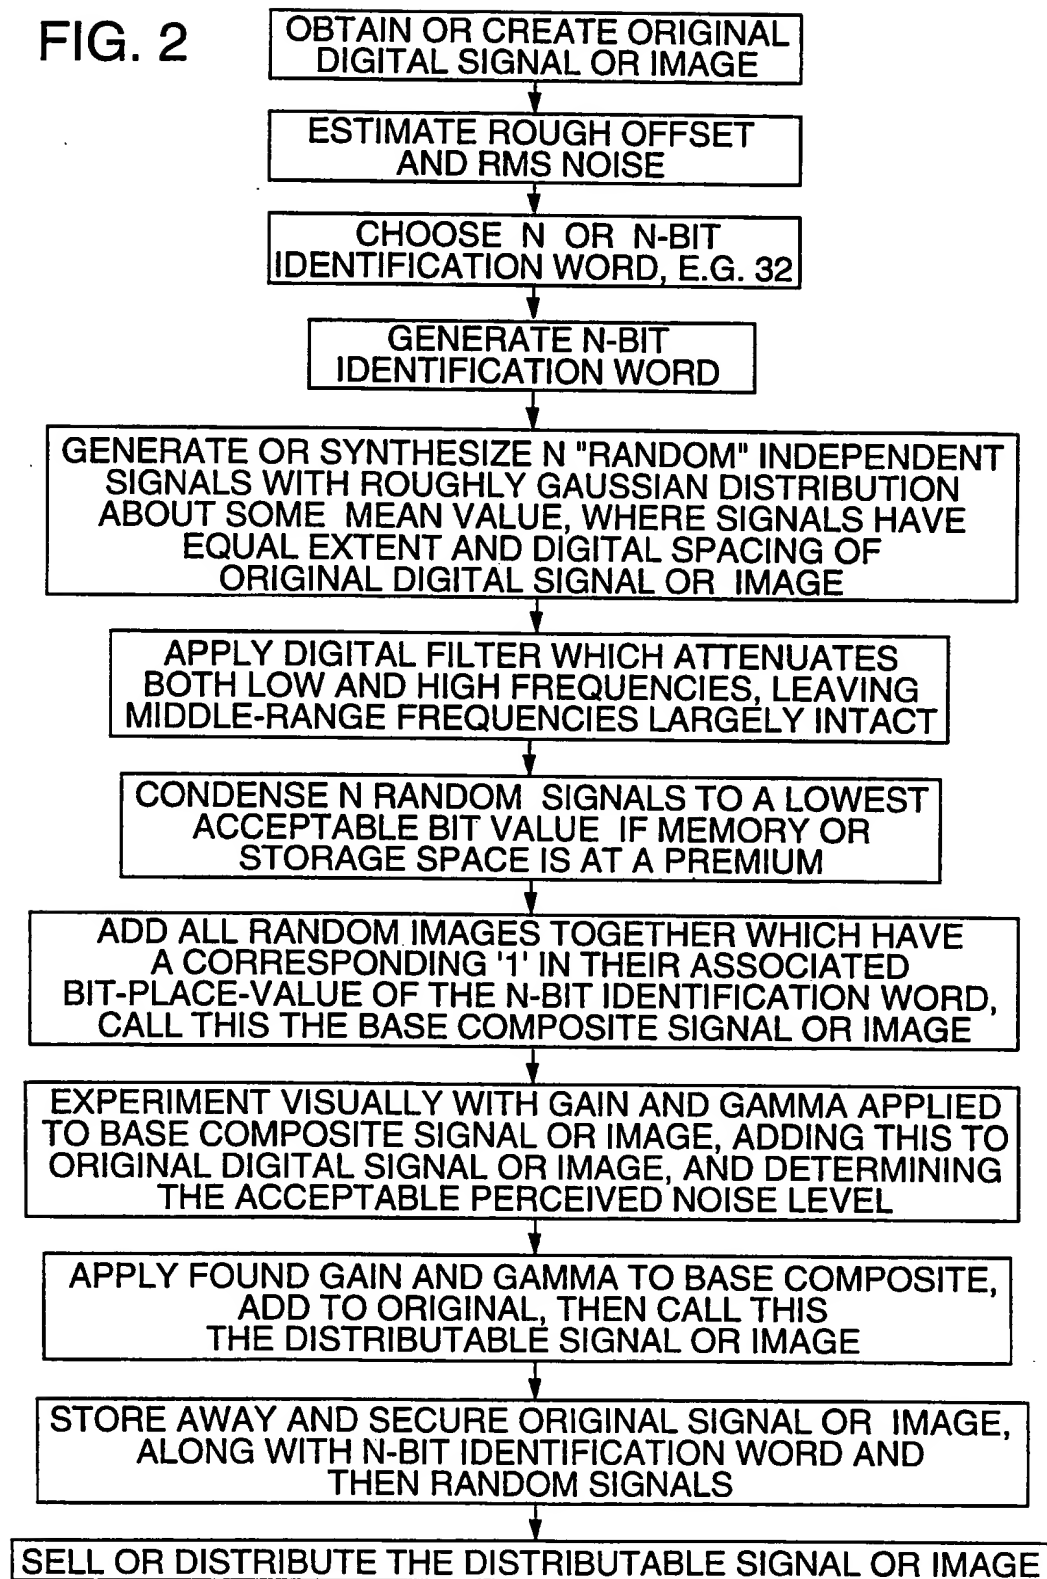 FIG. 2
OBTAIN OR CREATE ORIGINAL
DIGITAL SIGNAL OR IMAGE
ESTIMATE ROUGH OFFSET
AND RMS NOISE
CHOOSE N OR N-BIT
IDENTIFICATION WORD, E.G. 32
GENERATE N-BIT
IDENTIFICATION WORD
GENERATE OR SYNTHESIZE N "RANDOM" INDEPENDENT
SIGNALS WITH ROUGHLY GAUSSIAN DISTRIBUTION
ABOUT SOME MEAN VALUE, WHERE SIGNALS HAVE
EQUAL EXTENT AND DIGITAL SPACING OF
ORIGINAL DIGITAL SIGNAL OR IMAGE
APPLY DIGITAL FILTER WHICH ATTENUATES
BOTH LOW AND HIGH FREQUENCIES, LEAVING
MIDDLE-RANGE FREQUENCIES LARGELY INTACT
CONDENSE N RANDOM SIGNALS TO A LOWEST
ACCEPTABLE BIT VALUE IF MEMORY OR
STORAGE SPACE IS AT A PREMIUM
ADD ALL RANDOM IMAGES TOGETHER WHICH HAVE
A CORRESPONDING '1' IN THEIR ASSOCIATED
BIT-PLACE-VALUE OF THE N-BIT IDENTIFICATION WORD,
CALL THIS THE BASE COMPOSITE SIGNAL OR IMAGE
EXPERIMENT VISUALLY WITH GAIN AND GAMMA APPLIED
TO BASE COMPOSITE SIGNAL OR IMAGE, ADDING THIS TO
ORIGINAL DIGITAL SIGNAL OR IMAGE, AND DETERMINING
THE ACCEPTABLE PERCEIVED NOISE LEVEL
APPLY FOUND GAIN AND GAMMA TO BASE COMPOSITE,
ADD TO ORIGINAL, THEN CALL THIS
THE DISTRIBUTABLE SIGNAL OR IMAGE
STORE AWAY AND SECURE ORIGINAL SIGNAL OR IMAGE,
ALONG WITH N-BIT IDENTIFICATION WORD AND
THEN RANDOM SIGNALS
SELL OR DISTRIBUTE THE DISTRIBUTABLE SIGNAL OR IMAGE